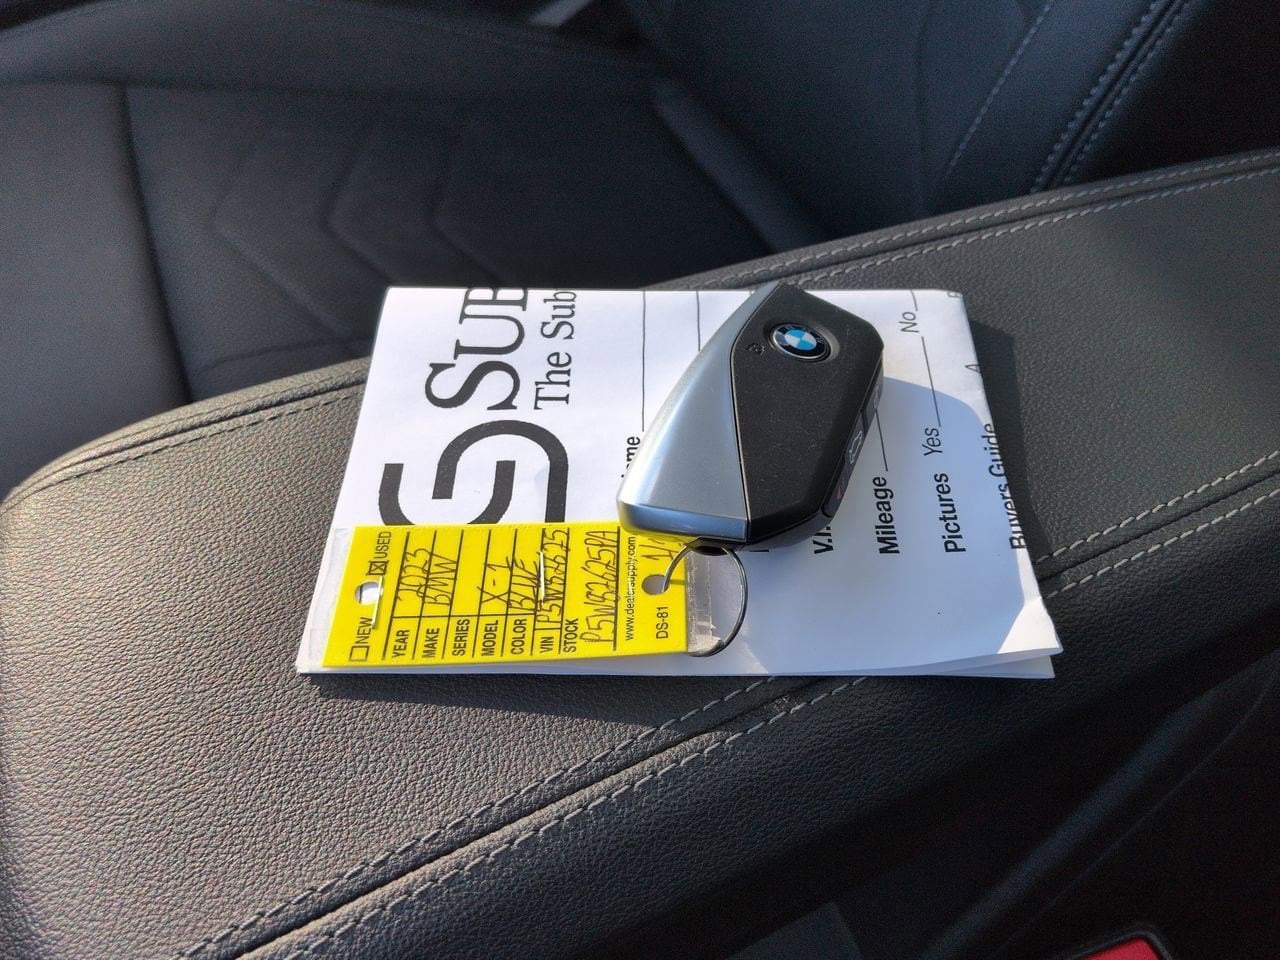 SUB
The Sub
Mileage
Pictures Yes No
Buyers Guide
NEW USED
YEAR 2023
MAKE BMW
SERIES
MODEL X-1
COLOR BLUE
VIN
STOCK
www.dealersupply.com
DS-81